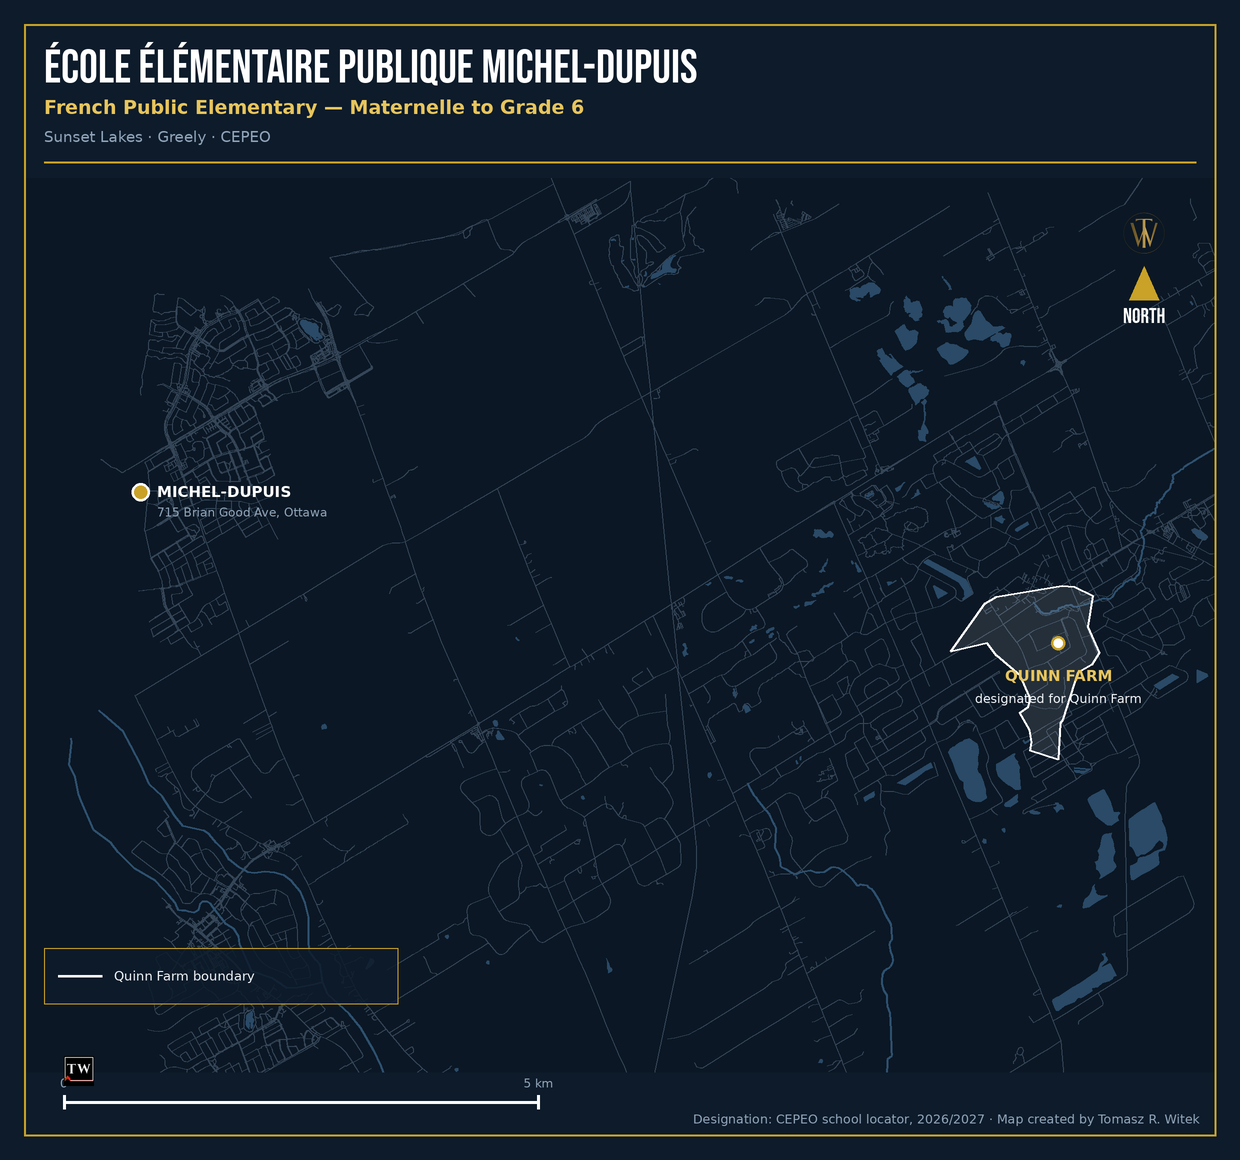 ÉCOLE ÉLÉMENTAIRE PUBLIQUE MICHEL-DUPUIS
French Public Elementary — Maternelle to Grade 6
Sunset Lakes · Greely · CEPEO
TW
NORTH
MICHEL-DUPUIS
715 Brian Good Ave, Ottawa
QUINN FARM
designated for Quinn Farm
Quinn Farm boundary
TW
0
5 km
Designation: CEPEO school locator, 2026/2027 · Map created by Tomasz R. Witek